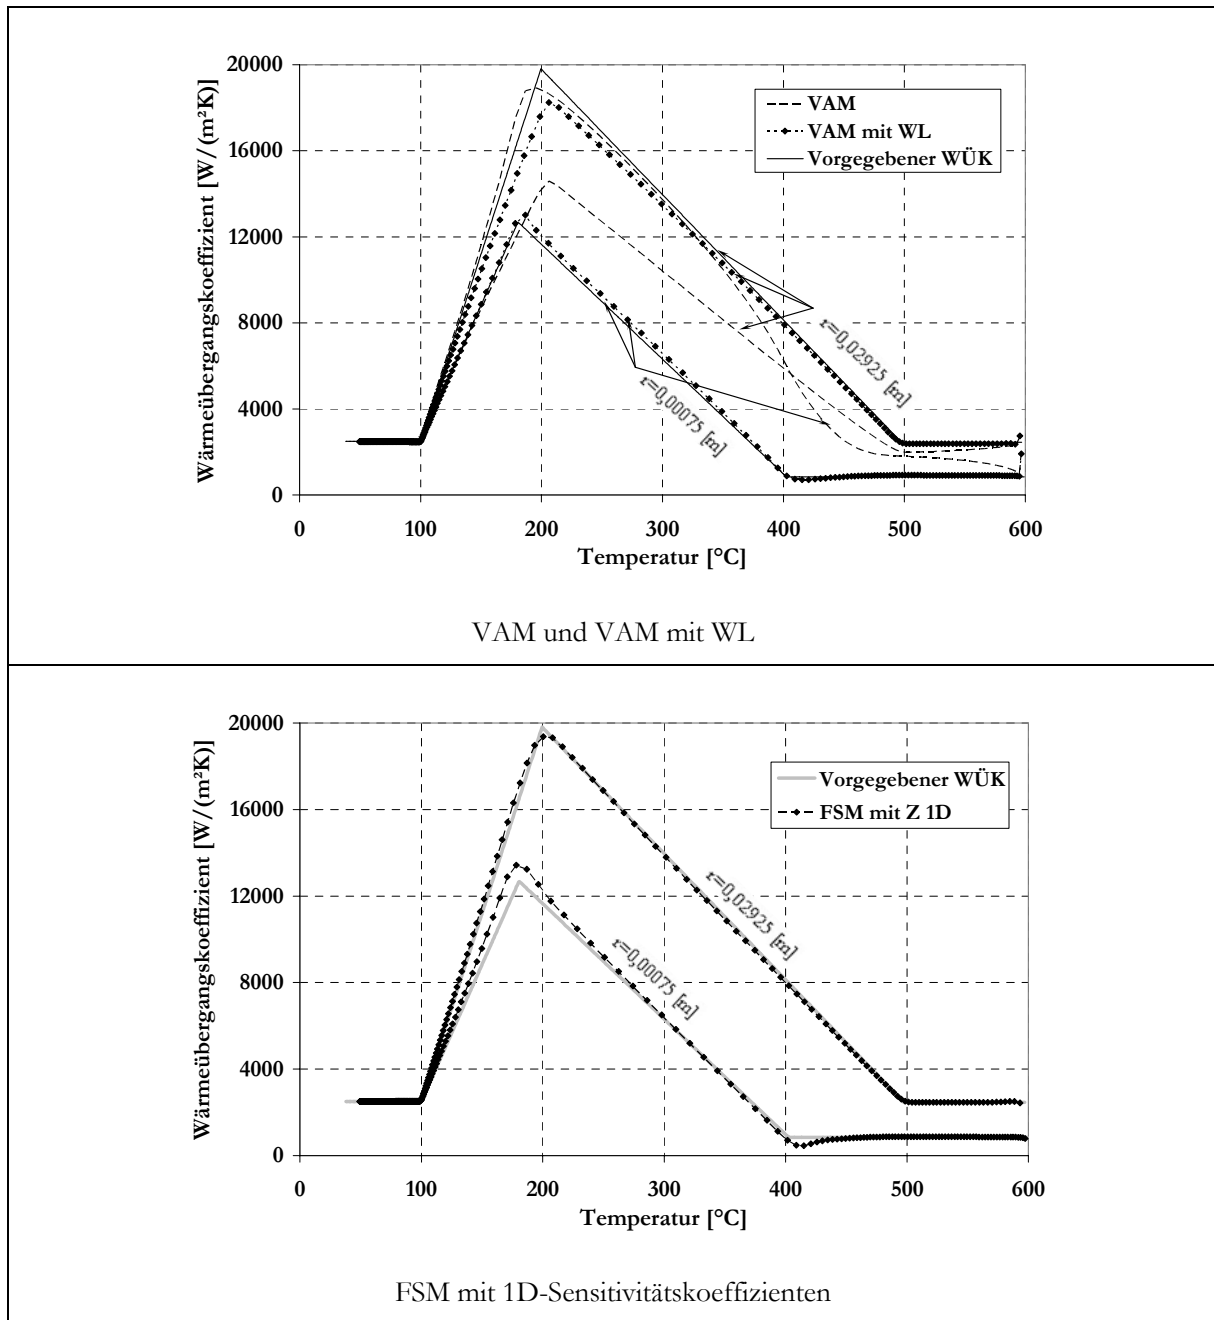 20000
16000
12000
8000
4000
0
Wärmeübergangskoeffizient [W/(m²K)]
VAM
VAM mit WL
Vorgegebener WÜK
r=0,02925 [m]
r=0,00075 [m]
0 100 200 300 400 500 600
Temperatur [°C]
VAM und VAM mit WL
20000
16000
12000
8000
4000
0
Wärmeübergangskoeffizient [W/(m²K)]
Vorgegebener WÜK
FSM mit Z 1D
r=0,02925 [m]
r=0,00075 [m]
0 100 200 300 400 500 600
Temperatur [°C]
FSM mit 1D-Sensitivitätskoeffizienten